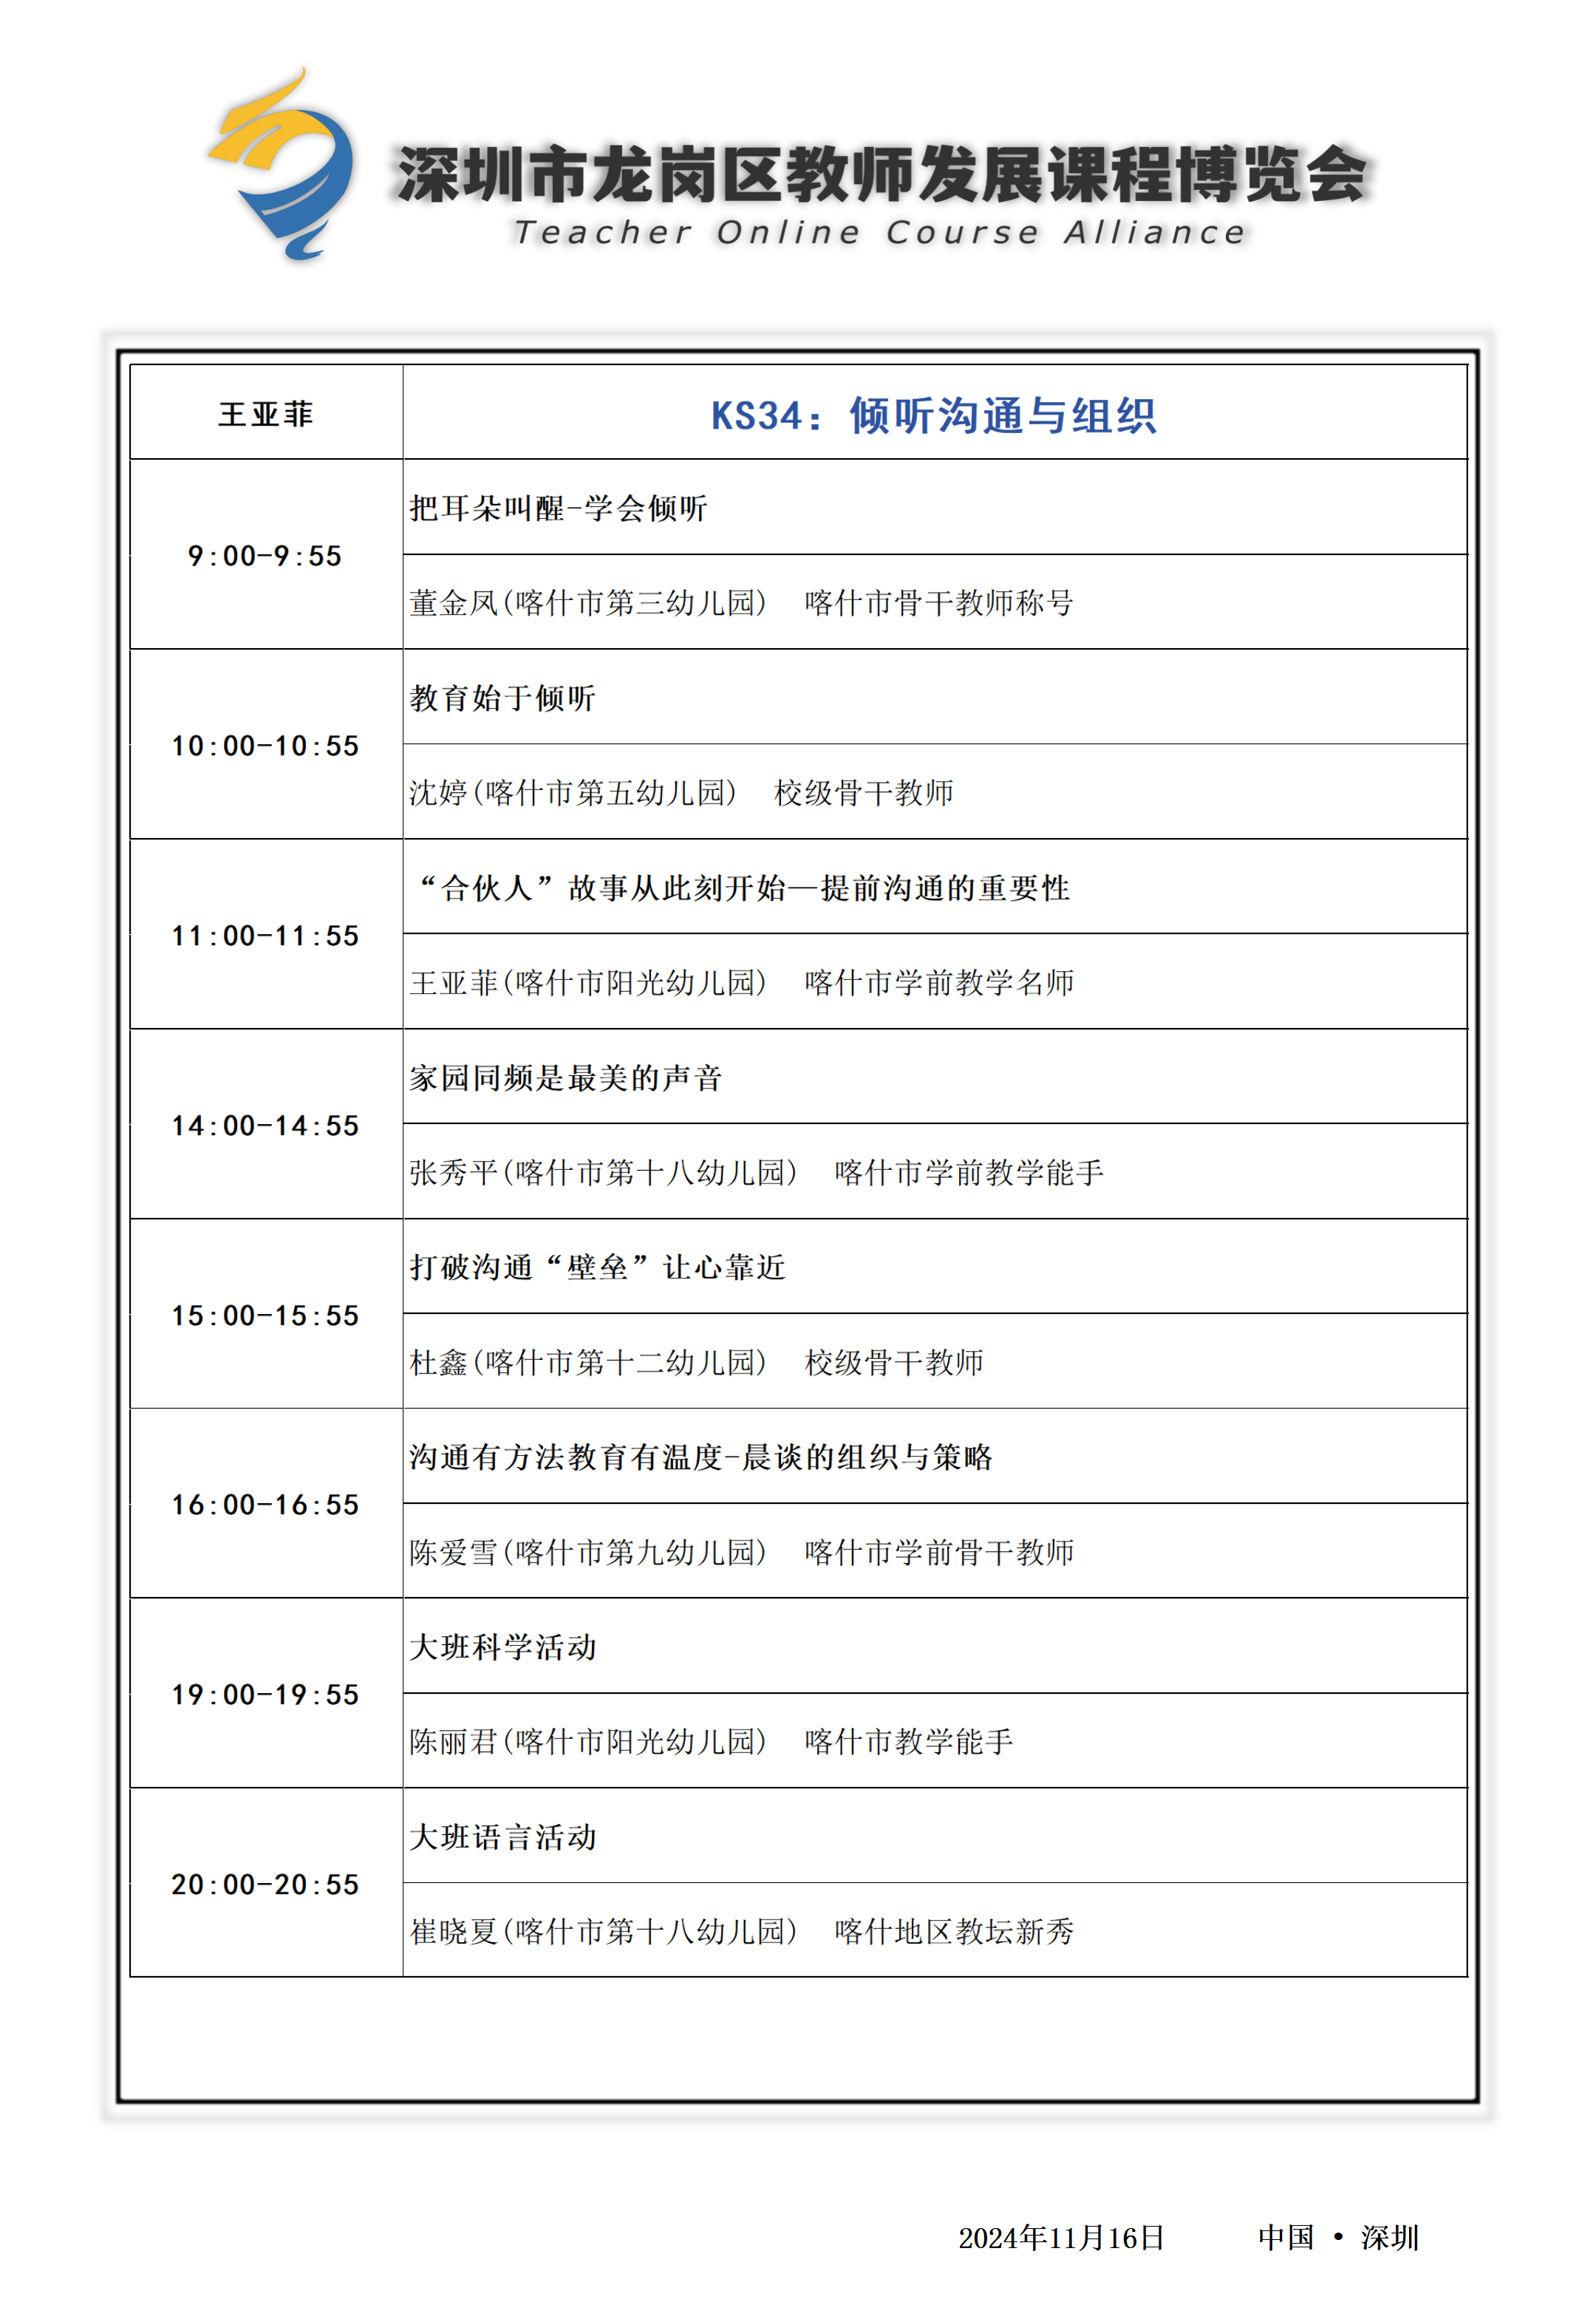 深圳市龙岗区教师发展课程博览会
Teacher Online Course Alliance
王亚菲
KS34：倾听沟通与组织
9:00-9:55
把耳朵叫醒-学会倾听
董金凤(喀什市第三幼儿园) 喀什市骨干教师称号
10:00-10:55
教育始于倾听
沈婷(喀什市第五幼儿园) 校级骨干教师
11:00-11:55
“合伙人”故事从此刻开始—提前沟通的重要性
王亚菲(喀什市阳光幼儿园) 喀什市学前教学名师
14:00-14:55
家园同频是最美的声音
张秀平(喀什市第十八幼儿园) 喀什市学前教学能手
15:00-15:55
打破沟通“壁垒”让心靠近
杜鑫(喀什市第十二幼儿园) 校级骨干教师
16:00-16:55
沟通有方法教育有温度-晨谈的组织与策略
陈爱雪(喀什市第九幼儿园) 喀什市学前骨干教师
19:00-19:55
大班科学活动
陈丽君(喀什市阳光幼儿园) 喀什市教学能手
20:00-20:55
大班语言活动
崔晓夏(喀什市第十八幼儿园) 喀什地区教坛新秀
2024年11月16日 中国 • 深圳